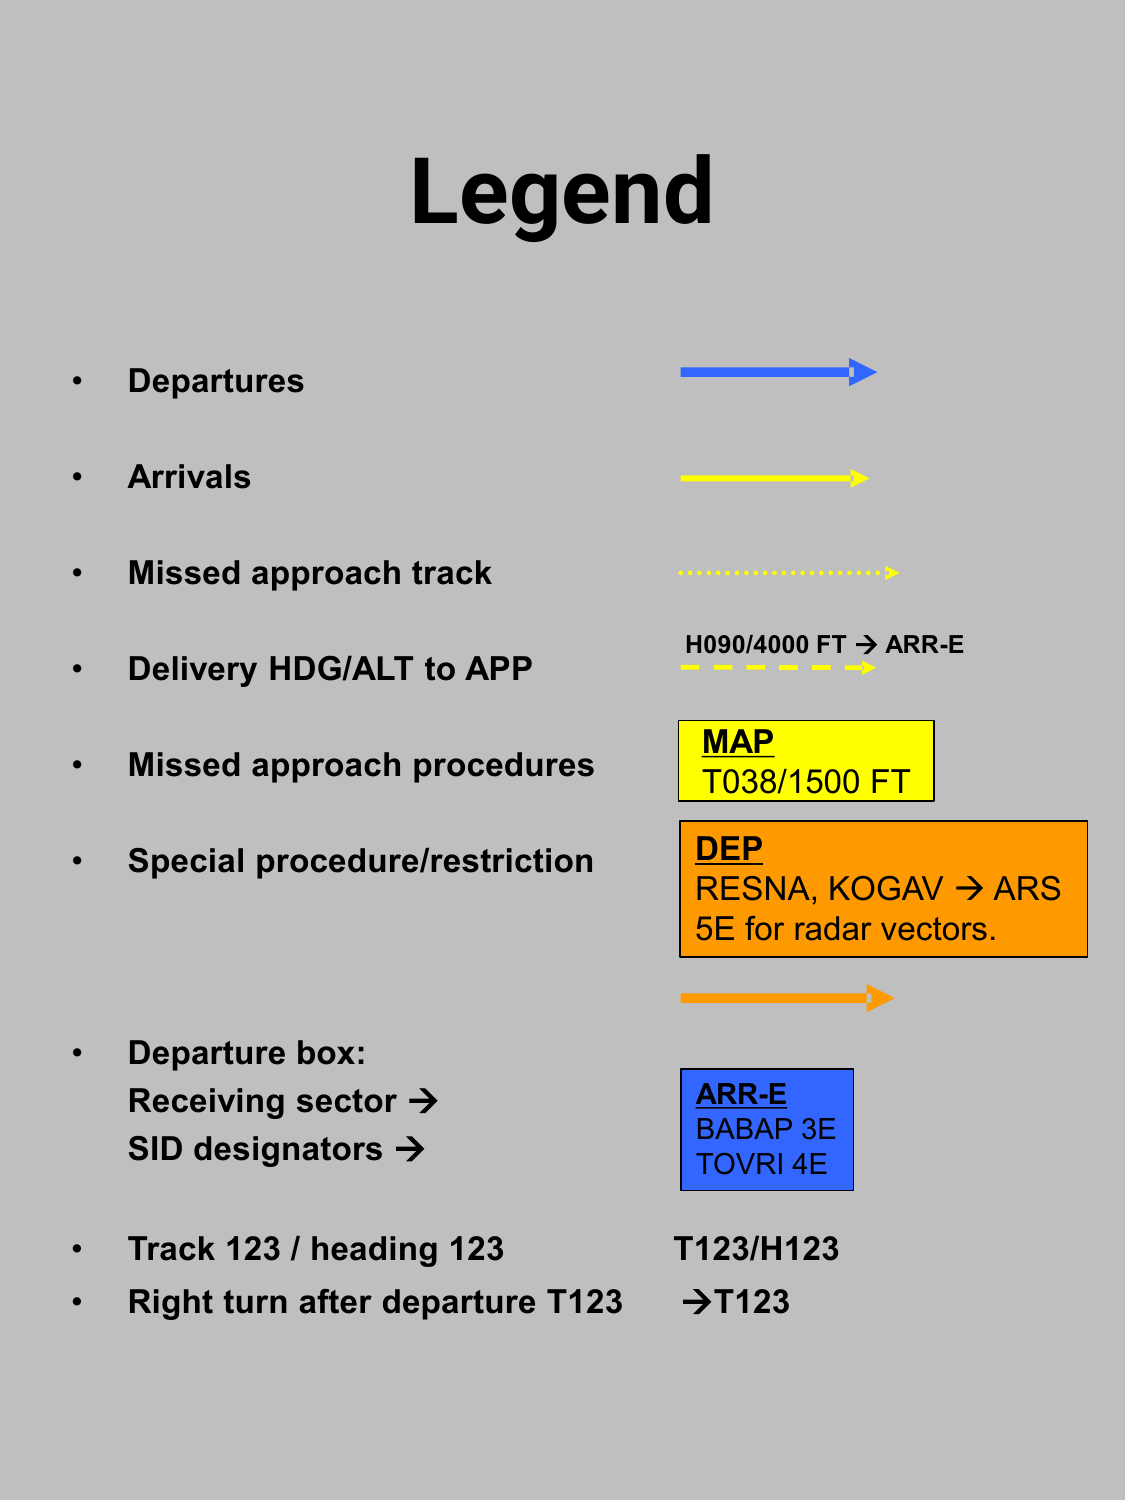 Legend
• Departures
• Arrivals
• Missed approach track
H090/4000 FT → ARR-E
• Delivery HDG/ALT to APP
• Missed approach procedures
MAP
T038/1500 FT
• Special procedure/restriction
DEP
RESNA, KOGAV → ARS
5E for radar vectors.
• Departure box:
Receiving sector →
SID designators →
ARR-E
BABAP 3E
TOVRI 4E
• Track 123 / heading 123 T123/H123
• Right turn after departure T123 →T123